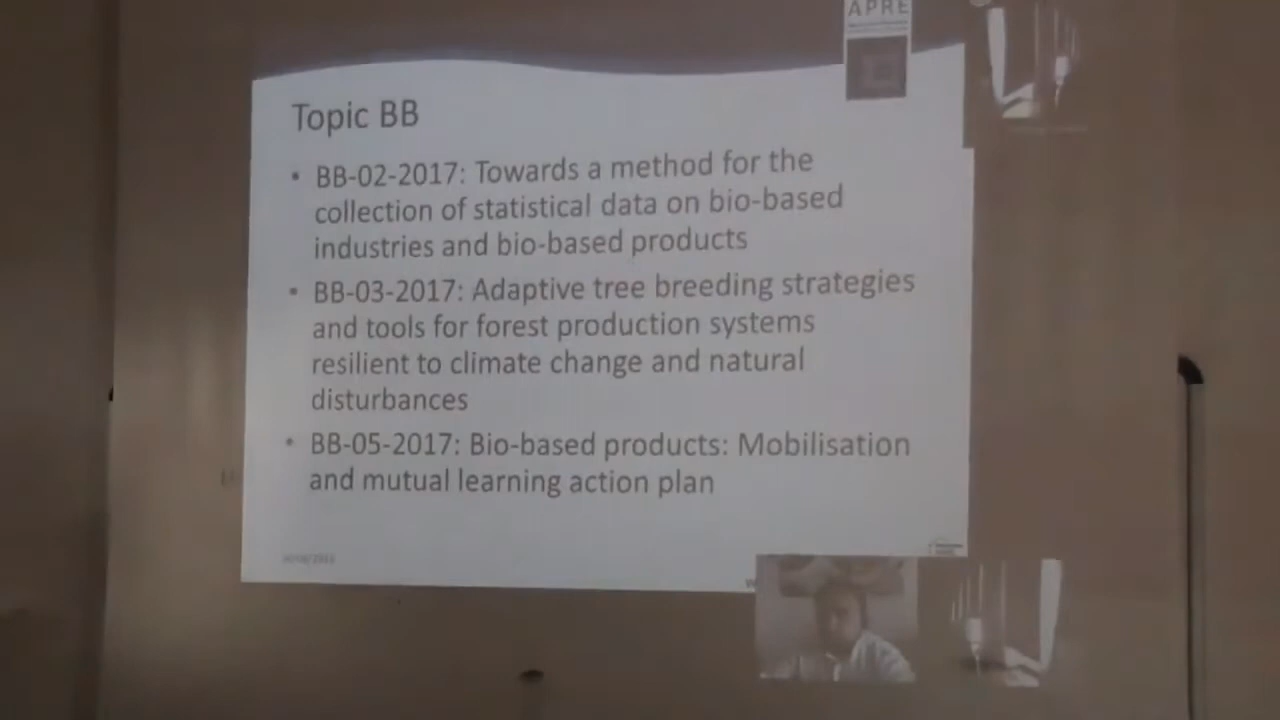 APRE
Topic BB
• BB-02-2017: Towards a method for the
collection of statistical data on bio-based
industries and bio-based products
• BB-03-2017: Adaptive tree breeding strategies
and tools for forest production systems
resilient to climate change and natural
disturbances
• BB-05-2017: Bio-based products: Mobilisation
and mutual learning action plan